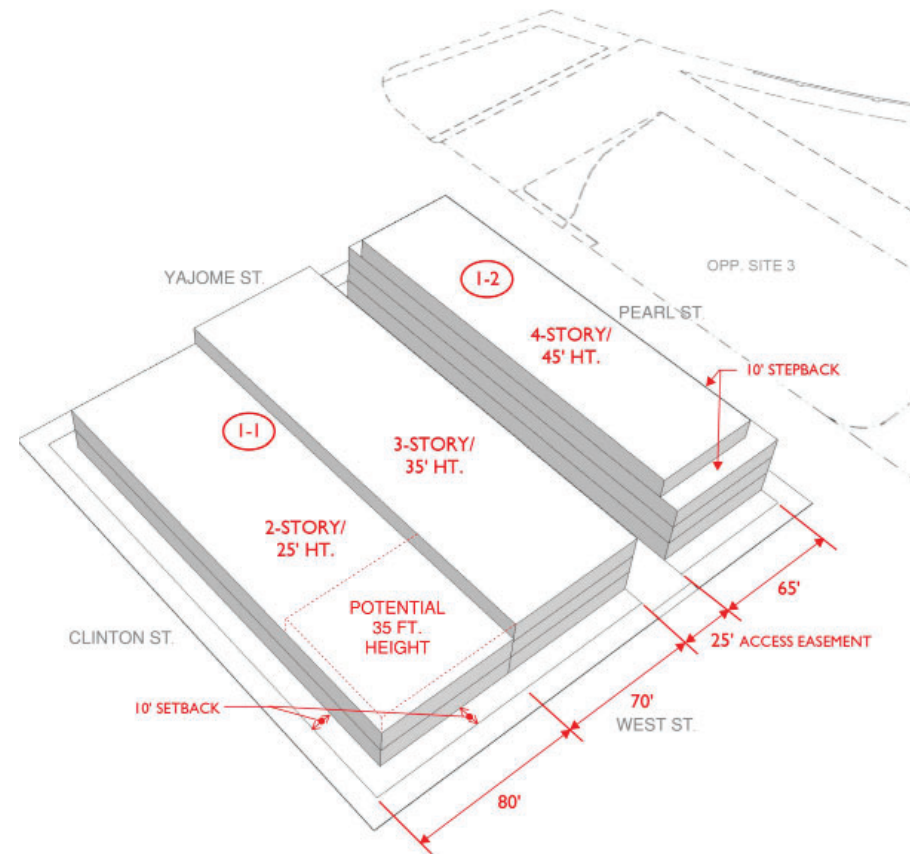 YAJOME ST.
1-2
OPP. SITE 3
PEARL ST.
4-STORY/
45' HT.
10' STEPBACK
1-1
3-STORY/
35' HT.
2-STORY/
25' HT.
POTENTIAL
35 FT.
HEIGHT
CLINTON ST.
65'
25' ACCESS EASEMENT
10' SETBACK
70'
WEST ST.
80'